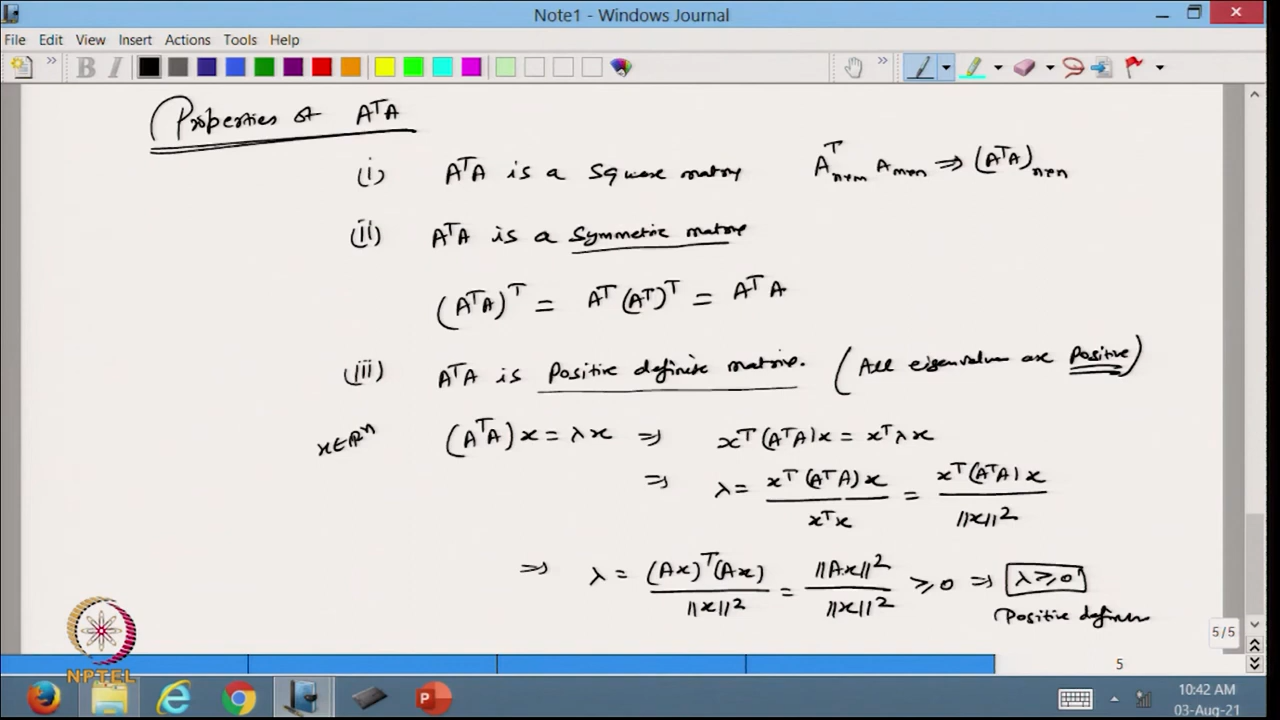 Note1 - Windows Journal
File Edit View Insert Actions Tools Help
Properties of AᵀA
(i) AᵀA is a Square matrix Aᵀₙₓₘ Aₘₓₙ ⇒ (AᵀA)ₙₓₙ
(ii) AᵀA is a Symmetric matrix
(AᵀA)ᵀ = Aᵀ(Aᵀ)ᵀ = AᵀA
(iii) AᵀA is Positive definite matrix. (All eigenvalues are Positive)
x∈ℝⁿ (AᵀA)x = λx ⇒ xᵀ(AᵀA)x = xᵀλx
⇒ λ = xᵀ(AᵀA)x / xᵀx = xᵀ(AᵀA)x / ||x||²
⇒ λ = (Ax)ᵀ(Ax) / ||x||² = ||Ax||² / ||x||² ≥ 0 ⇒ λ ≥ 0
Positive definite
5/5
5
NPTEL
10:42 AM
03-Aug-21